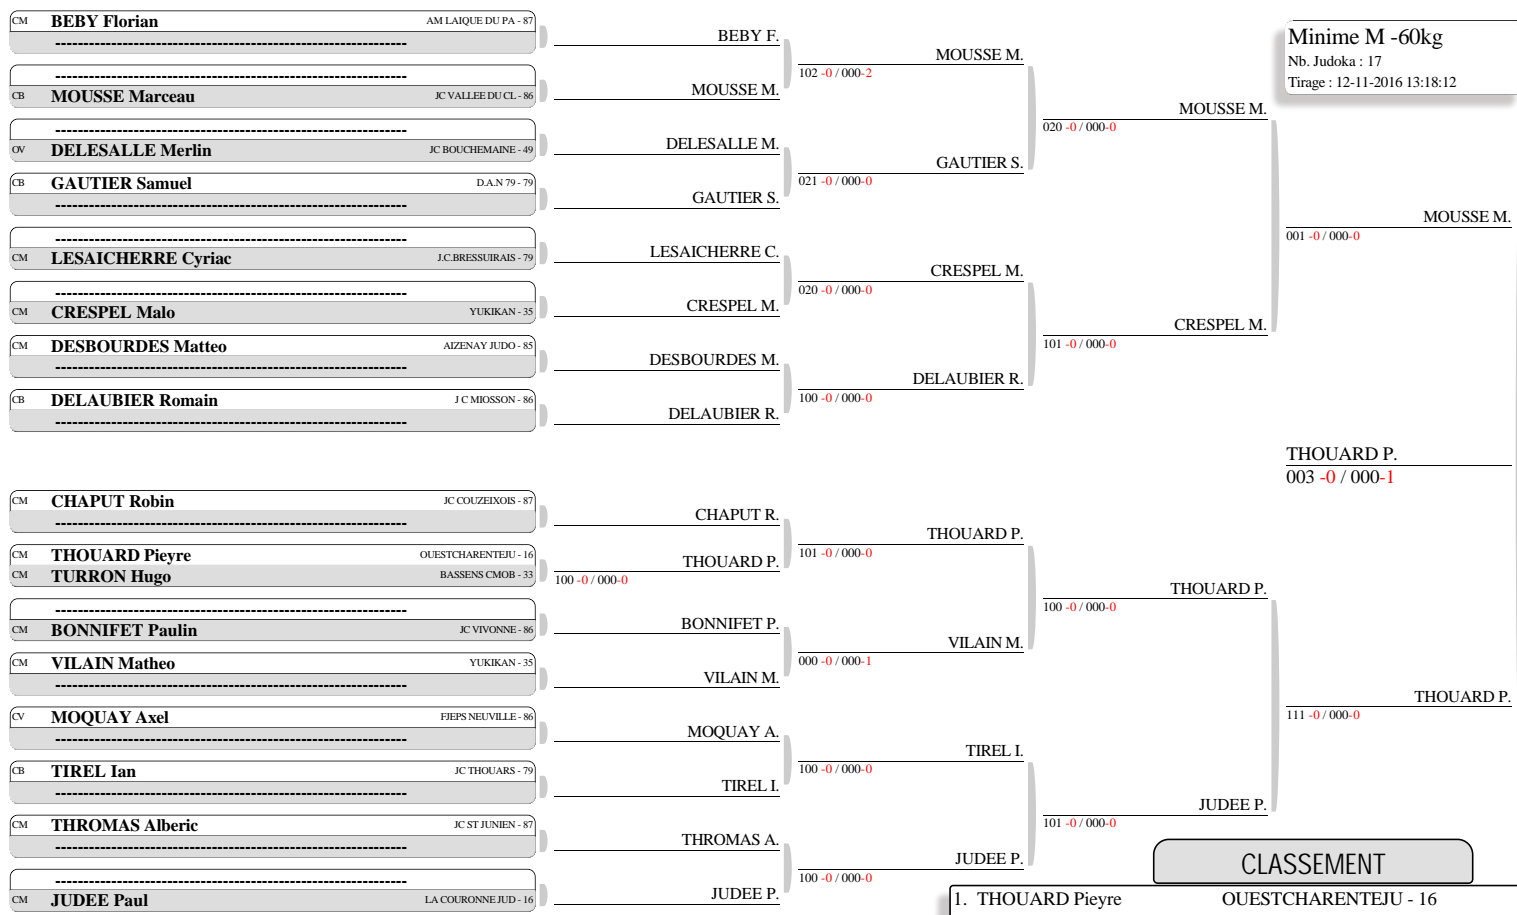 Minime M -60kg
Nb. Judoka : 17
Tirage : 12-11-2016 13:18:12
CM BEBY Florian AM LAIQUE DU PA - 87
--------------------------------------------------------------
--------------------------------------------------------------
CB MOUSSE Marceau JC VALLEE DU CL - 86
--------------------------------------------------------------
OV DELESALLE Merlin JC BOUCHEMAINE - 49
CB GAUTIER Samuel D.A.N 79 - 79
--------------------------------------------------------------
--------------------------------------------------------------
CM LESAICHERRE Cyriac J.C.BRESSUIRAIS - 79
--------------------------------------------------------------
CM CRESPEL Malo YUKIKAN - 35
CM DESBOURDES Matteo AIZENAY JUDO - 85
--------------------------------------------------------------
CB DELAUBIER Romain J C MIOSSON - 86
--------------------------------------------------------------
CM CHAPUT Robin JC COUZEIXOIS - 87
--------------------------------------------------------------
CM THOUARD Pieyre OUESTCHARENTEJU - 16
CM TURRON Hugo BASSENS CMOB - 33
--------------------------------------------------------------
CM BONNIFET Paulin JC VIVONNE - 86
CM VILAIN Matheo YUKIKAN - 35
--------------------------------------------------------------
CV MOQUAY Axel FJEPS NEUVILLE - 86
--------------------------------------------------------------
CB TIREL Ian JC THOUARS - 79
--------------------------------------------------------------
CM THROMAS Alberic JC ST JUNIEN - 87
--------------------------------------------------------------
--------------------------------------------------------------
CM JUDEE Paul LA COURONNE JUD - 16
BEBY F.
MOUSSE M.
DELESALLE M.
GAUTIER S.
LESAICHERRE C.
CRESPEL M.
DESBOURDES M.
DELAUBIER R.
CHAPUT R.
THOUARD P.
100 -0 / 000-0
BONNIFET P.
VILAIN M.
MOQUAY A.
TIREL I.
THROMAS A.
JUDEE P.
MOUSSE M.
102 -0 / 000-2
GAUTIER S.
021 -0 / 000-0
CRESPEL M.
020 -0 / 000-0
DELAUBIER R.
100 -0 / 000-0
THOUARD P.
101 -0 / 000-0
VILAIN M.
000 -0 / 000-1
TIREL I.
100 -0 / 000-0
JUDEE P.
100 -0 / 000-0
MOUSSE M.
020 -0 / 000-0
CRESPEL M.
101 -0 / 000-0
THOUARD P.
100 -0 / 000-0
JUDEE P.
101 -0 / 000-0
MOUSSE M.
001 -0 / 000-0
THOUARD P.
003 -0 / 000-1
THOUARD P.
111 -0 / 000-0
CLASSEMENT
1. THOUARD Pieyre OUESTCHARENTEJU - 16